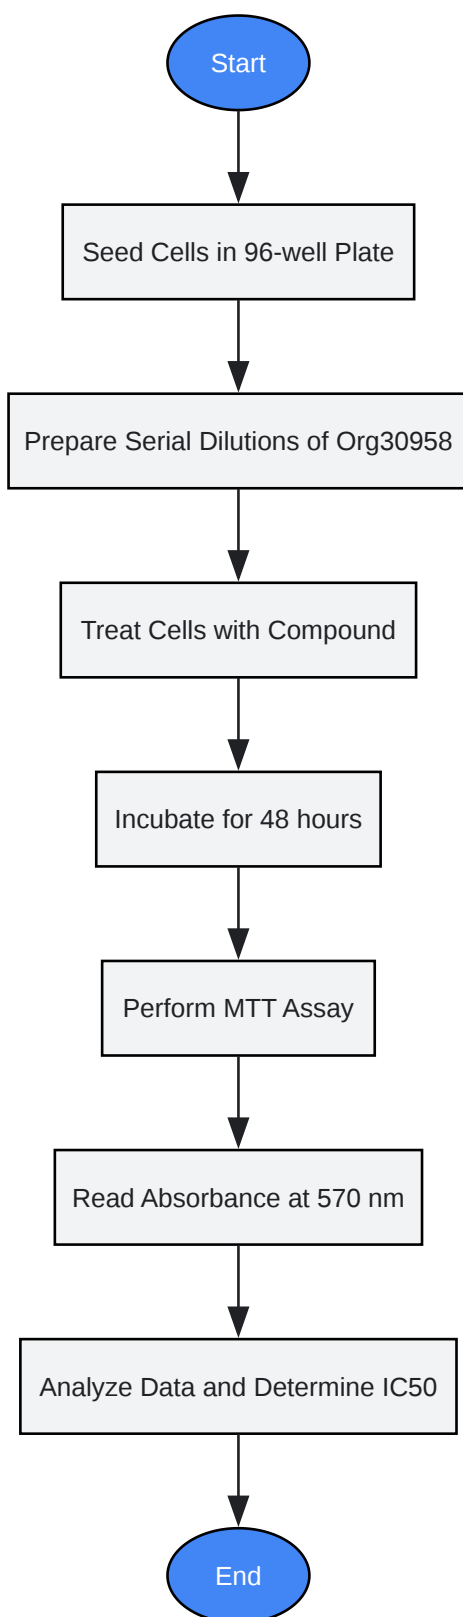 Start
Seed Cells in 96-well Plate
Prepare Serial Dilutions of Org30958
Treat Cells with Compound
Incubate for 48 hours
Perform MTT Assay
Read Absorbance at 570 nm
Analyze Data and Determine IC50
End